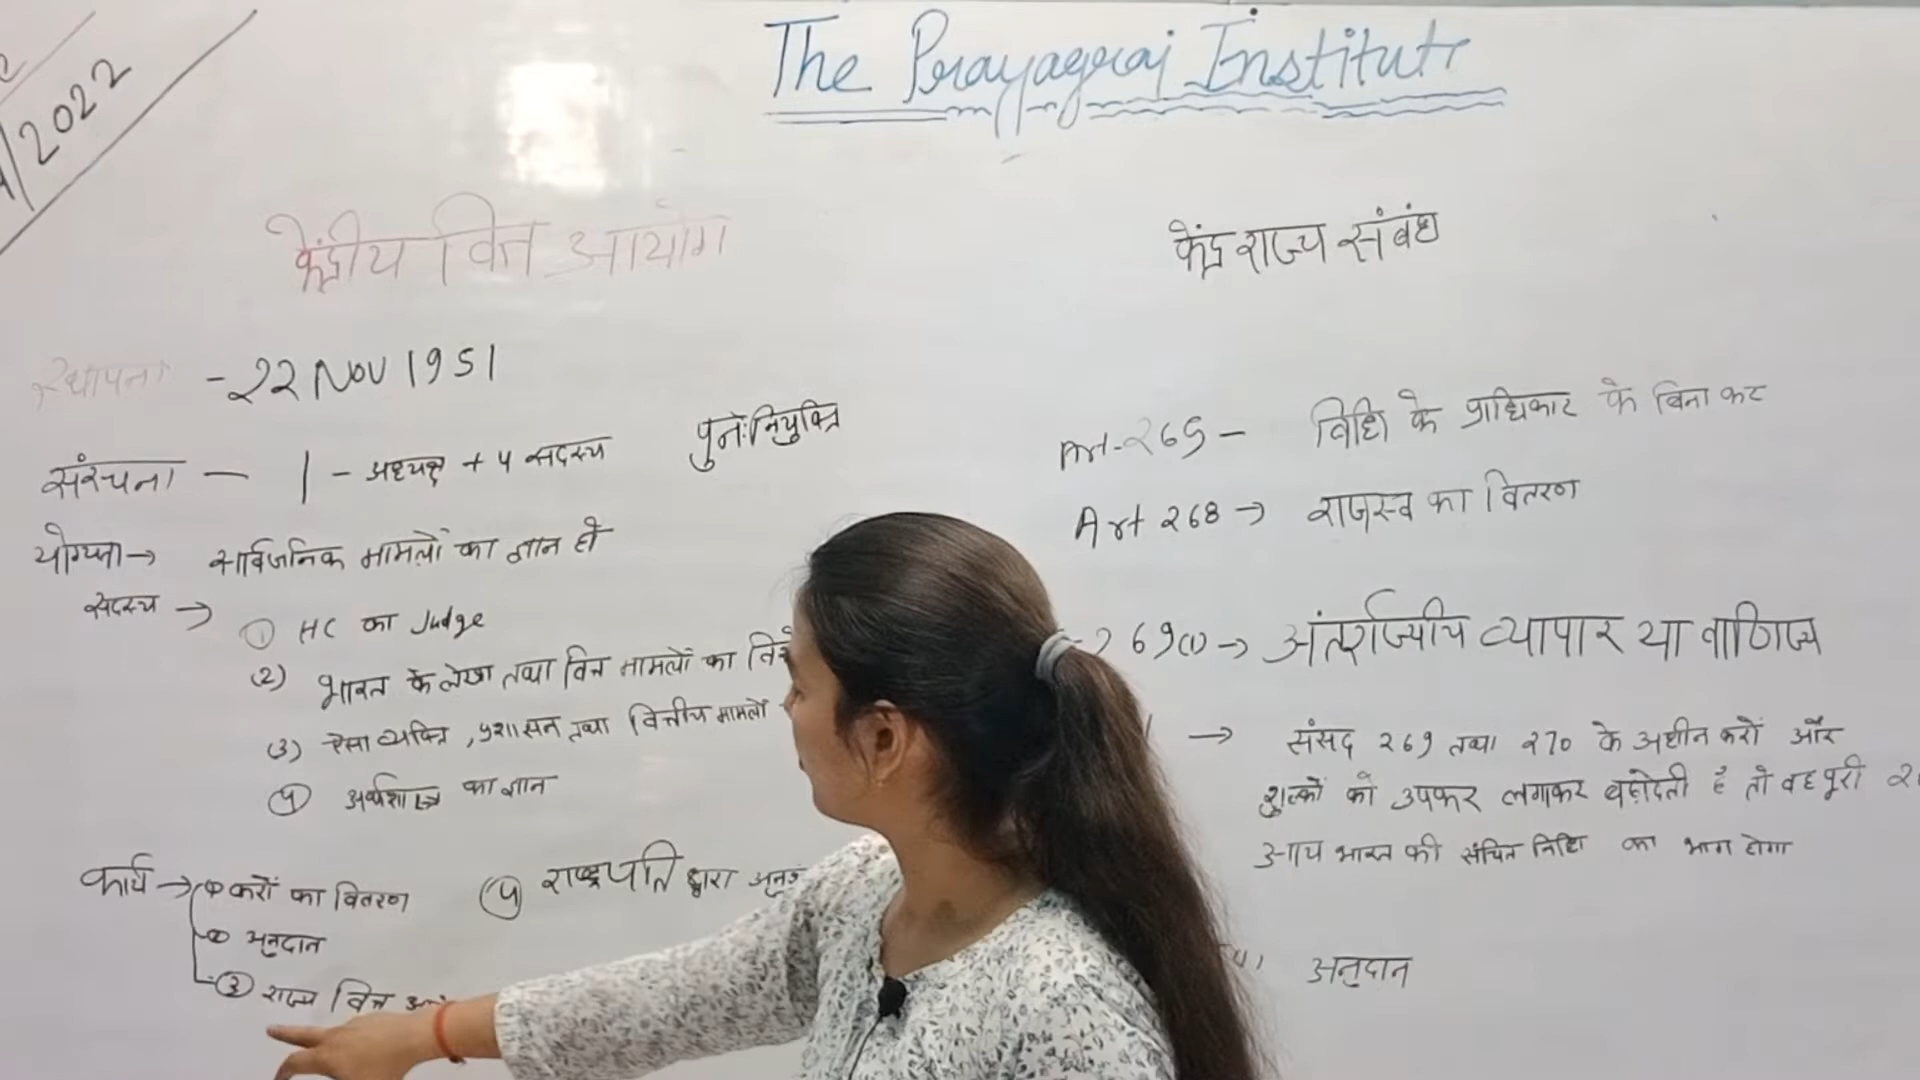 2022
The Prayagraj Institute
केंद्रीय वित्त आयोग
स्थापना - 22 Nov 1951
संरचना - 1 - अध्यक्ष + 4 सदस्य
पुनःनियुक्ति
योग्यता → सार्वजनिक मामलों का ज्ञान हो
सदस्य → ① HC का Judge
2) भारत के लेखा तथा वित्त मामलों का
(3) ऐसा व्यक्ति, प्रशासन तथा वित्तीय मामलों
④ अर्थशास्त्र का ज्ञान
कार्य → ① करों का वितरण
② अनुदान
③ राज्य वित्त
④ राष्ट्रपति द्वारा
केंद्र राज्य संबंध
Art-265 - विधि के प्राधिकार के बिना कर
Art 268 → राजस्व का वितरण
269(1) → अंतर्राज्यीय व्यापार या वाणिज्य
→ संसद 269 तथा 270 के अधीन करों और
शुल्कों को उपकर लगाकर बढ़ोदेती है तो वह पूरी
आय भारत की संचित निधि का भाग होगा
अनुदान